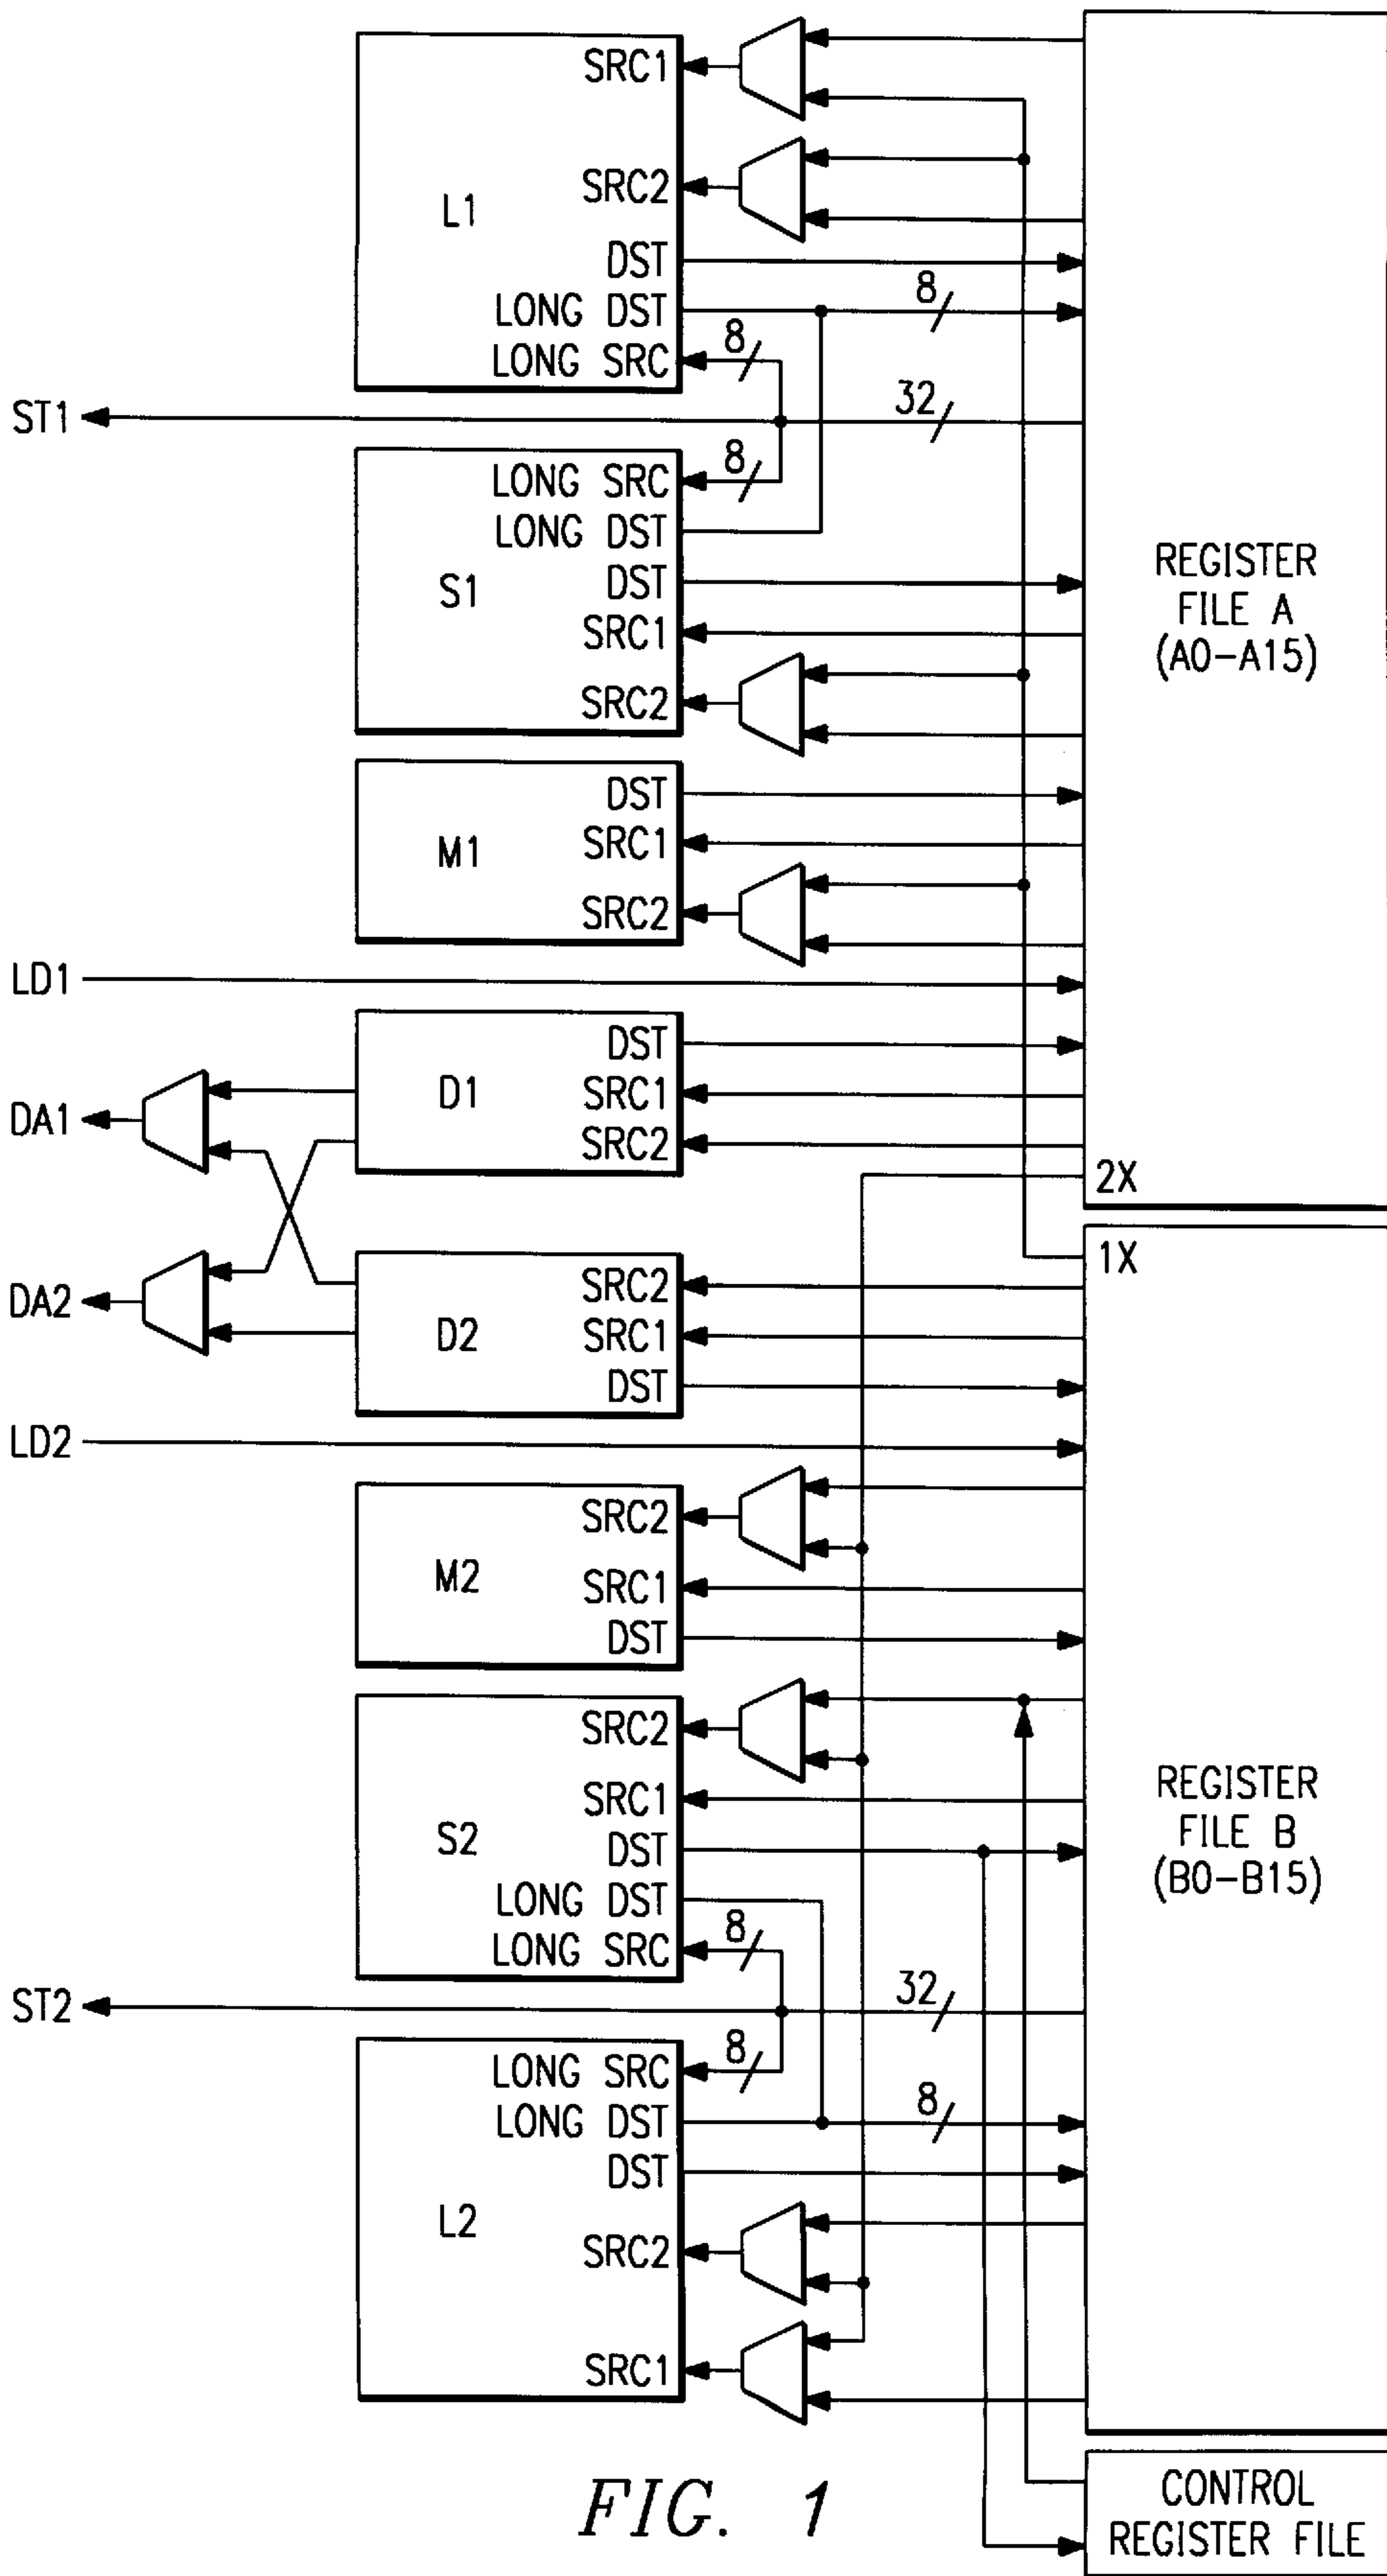 SRC1
SRC2
L1
DST
8
LONG DST
8
LONG SRC
ST1
32
8
LONG SRC
LONG DST
S1
DST
SRC1
SRC2
REGISTER
FILE A
(A0-A15)
DST
M1
SRC1
SRC2
LD1
DST
D1
SRC1
SRC2
DA1
2X
1X
DA2
SRC2
D2
SRC1
DST
LD2
SRC2
M2
SRC1
DST
SRC2
SRC1
S2
DST
LONG DST
8
LONG SRC
REGISTER
FILE B
(B0-B15)
ST2
32
8
LONG SRC
LONG DST
8
DST
L2
SRC2
SRC1
CONTROL
REGISTER FILE
FIG. 1